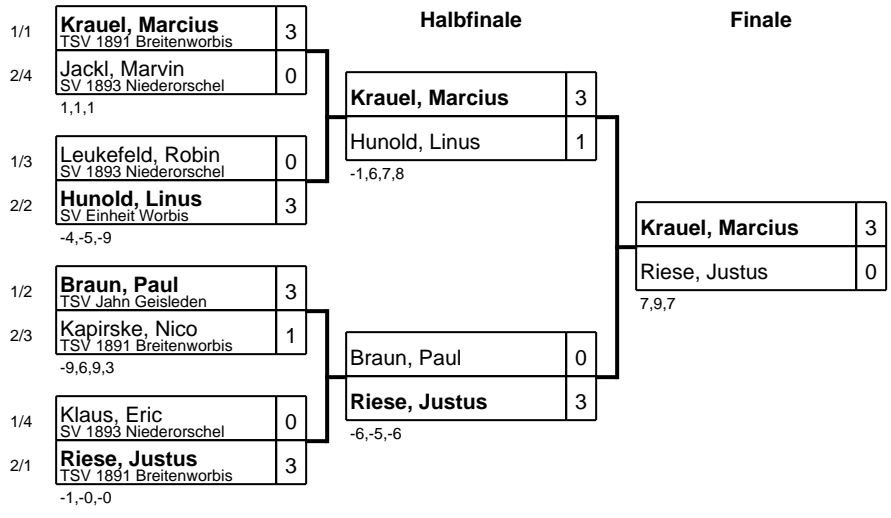 Halbfinale
Finale
1/1 Krauel, Marcius 3
TSV 1891 Breitenworbis
2/4 Jackl, Marvin 0
SV 1893 Niederorschel
1,1,1
1/3 Leukefeld, Robin 0
SV 1893 Niederorschel
2/2 Hunold, Linus 3
SV Einheit Worbis
-4,-5,-9
1/2 Braun, Paul 3
TSV Jahn Geisleden
2/3 Kapirske, Nico 1
TSV 1891 Breitenworbis
-9,6,9,3
1/4 Klaus, Eric 0
SV 1893 Niederorschel
2/1 Riese, Justus 3
TSV 1891 Breitenworbis
-1,-0,-0
Krauel, Marcius 3
Hunold, Linus 1
-1,6,7,8
Braun, Paul 0
Riese, Justus 3
-6,-5,-6
Krauel, Marcius 3
Riese, Justus 0
7,9,7